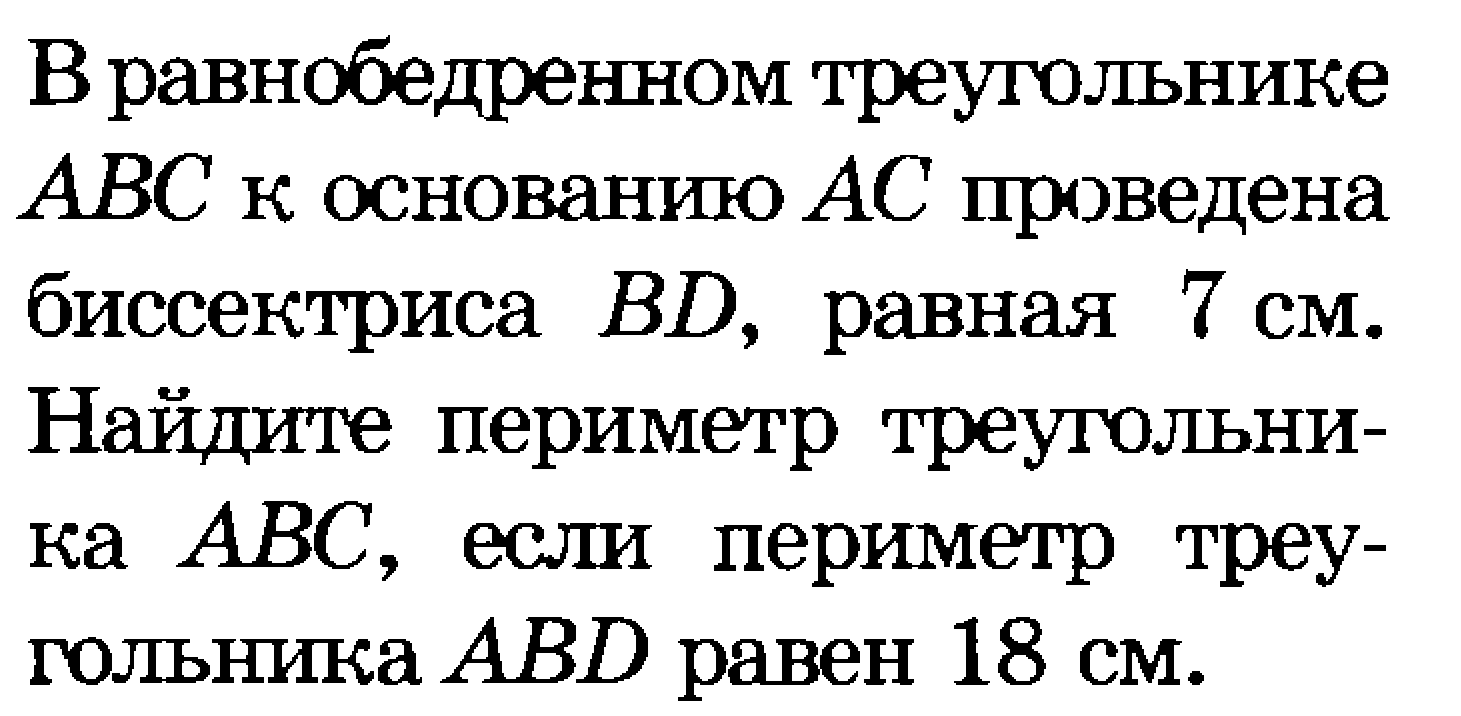 В равнобедренном треугольнике
ABC к основанию AC проведена
биссектриса BD, равная 7 см.
Найдите периметр треугольни-
ка ABC, если периметр треу-
гольника ABD равен 18 см.